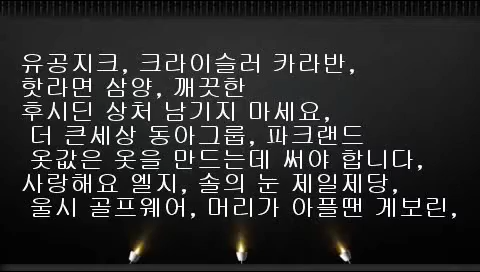 유공지크, 크라이슬러 카라반,
핫라면 삼양, 깨끗한
후시딘 상처 남기지 마세요,
더 큰세상 동아그룹, 파크랜드
옷값은 옷을 만드는데 써야 합니다,
사랑해요 엘지, 솔의 눈 제일제당,
울시 골프웨어, 머리가 아플땐 게보린,